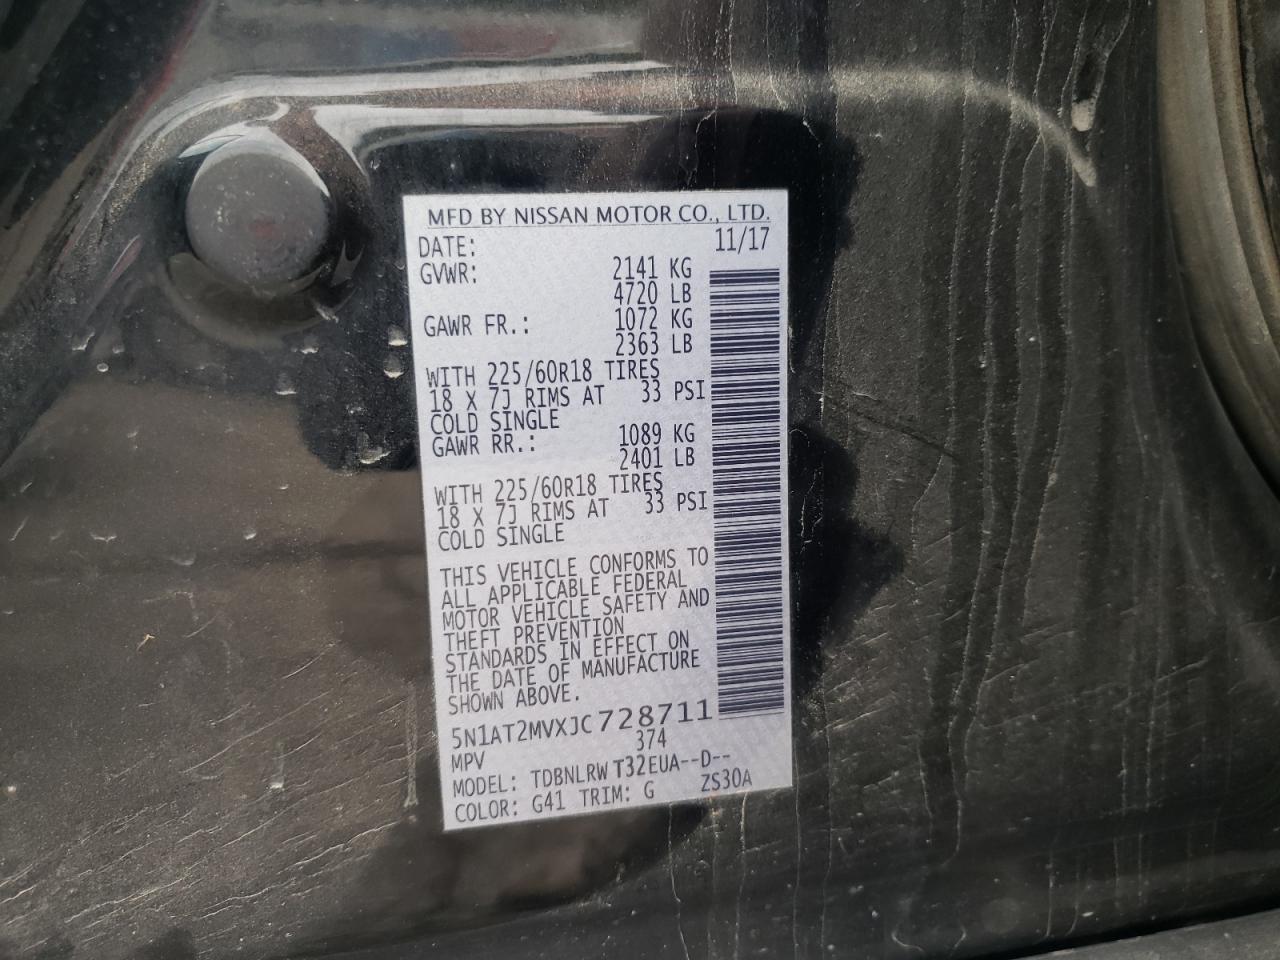 MFD BY NISSAN MOTOR CO., LTD.
DATE: 11/17
GVWR: 2141 KG
4720 LB
GAWR FR.: 1072 KG
2363 LB
WITH 225/60R18 TIRES
18 X 7J RIMS AT 33 PSI
COLD SINGLE
GAWR RR.: 1089 KG
2401 LB
WITH 225/60R18 TIRES
18 X 7J RIMS AT 33 PSI
COLD SINGLE
THIS VEHICLE CONFORMS TO
ALL APPLICABLE FEDERAL
MOTOR VEHICLE SAFETY AND
THEFT PREVENTION
STANDARDS IN EFFECT ON
THE DATE OF MANUFACTURE
SHOWN ABOVE.
5N1AT2MVXJC728711
MPV 374
MODEL: TDBNLRW T32EUA--D--
COLOR: G41 TRIM: G ZS30A